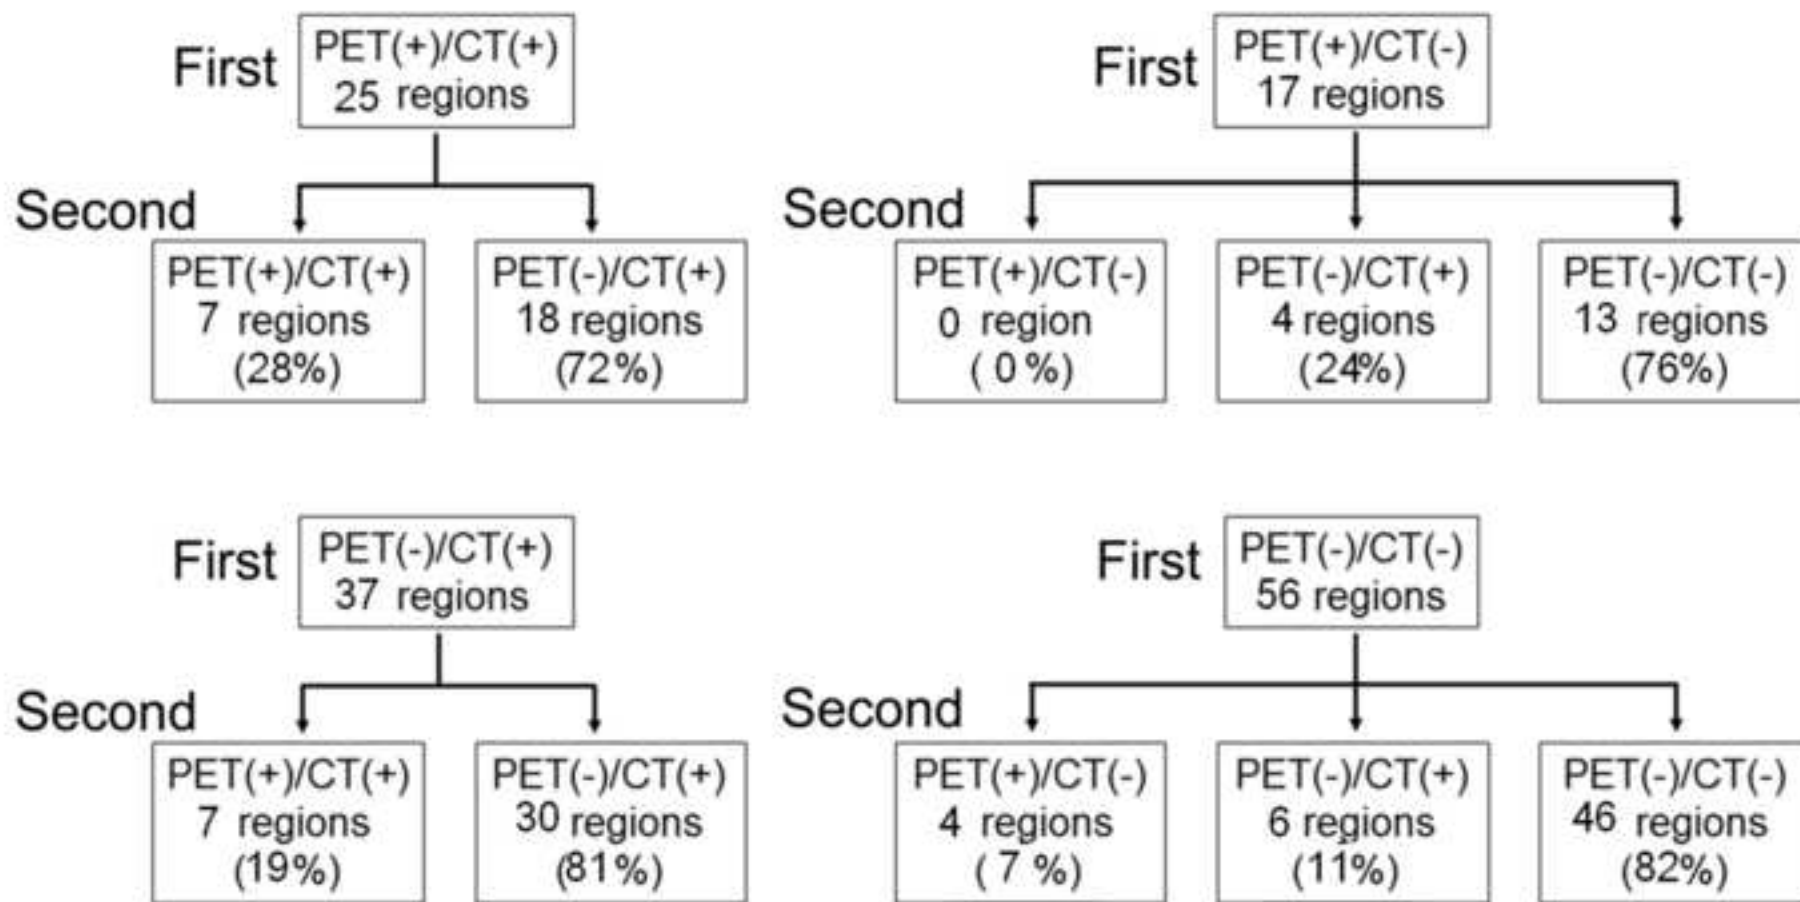 First
PET(+)/CT(+)
25 regions
Second
PET(+)/CT(+)
7 regions
(28%)
PET(-)/CT(+)
18 regions
(72%)
First
PET(+)/CT(-)
17 regions
Second
PET(+)/CT(-)
0 region
( 0 %)
PET(-)/CT(+)
4 regions
(24%)
PET(-)/CT(-)
13 regions
(76%)
First
PET(-)/CT(+)
37 regions
Second
PET(+)/CT(+)
7 regions
(19%)
PET(-)/CT(+)
30 regions
(81%)
First
PET(-)/CT(-)
56 regions
Second
PET(+)/CT(-)
4 regions
( 7 %)
PET(-)/CT(+)
6 regions
(11%)
PET(-)/CT(-)
46 regions
(82%)